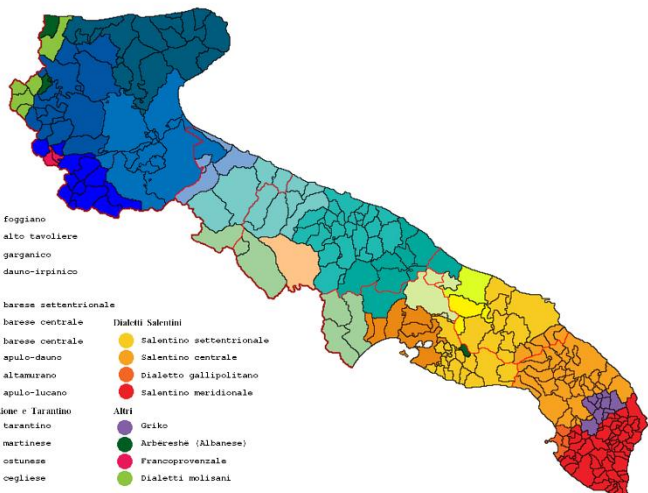 foggiano
alto tavoliere
garganico
dauno-irpinico
barese settentrionale
barese centrale
barese centrale
apulo-dauno
altamurano
apulo-lucano
ione e Tarantino
tarantino
martinese
ostunese
cegliese
Dialetti Salentini
Salentino settentrionale
Salentino centrale
Dialetto gallipolitano
Salentino meridionale
Altri
Griko
Arbëreshë (Albanese)
Francoprovenzale
Dialetti molisani